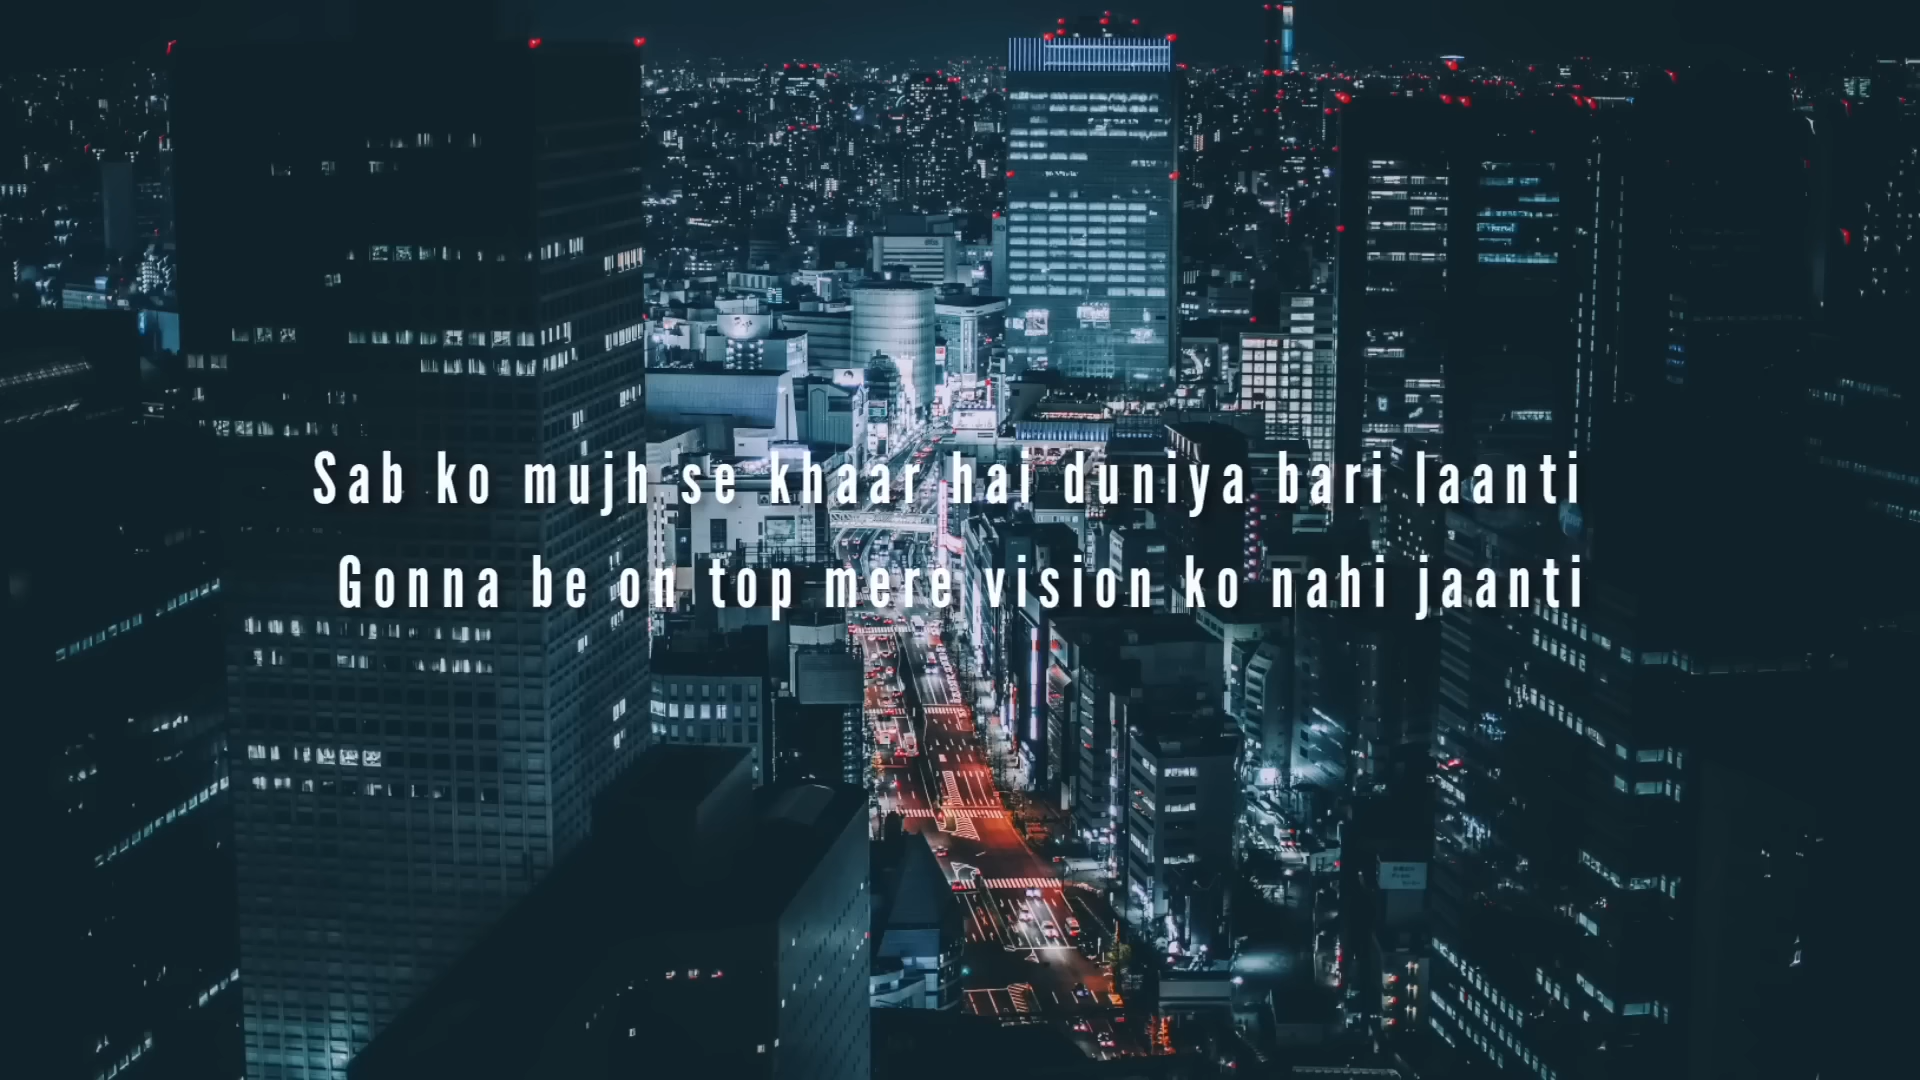 Sab ko mujh se khaar hai duniya bari laanti
Gonna be on top mere vision ko nahi jaanti